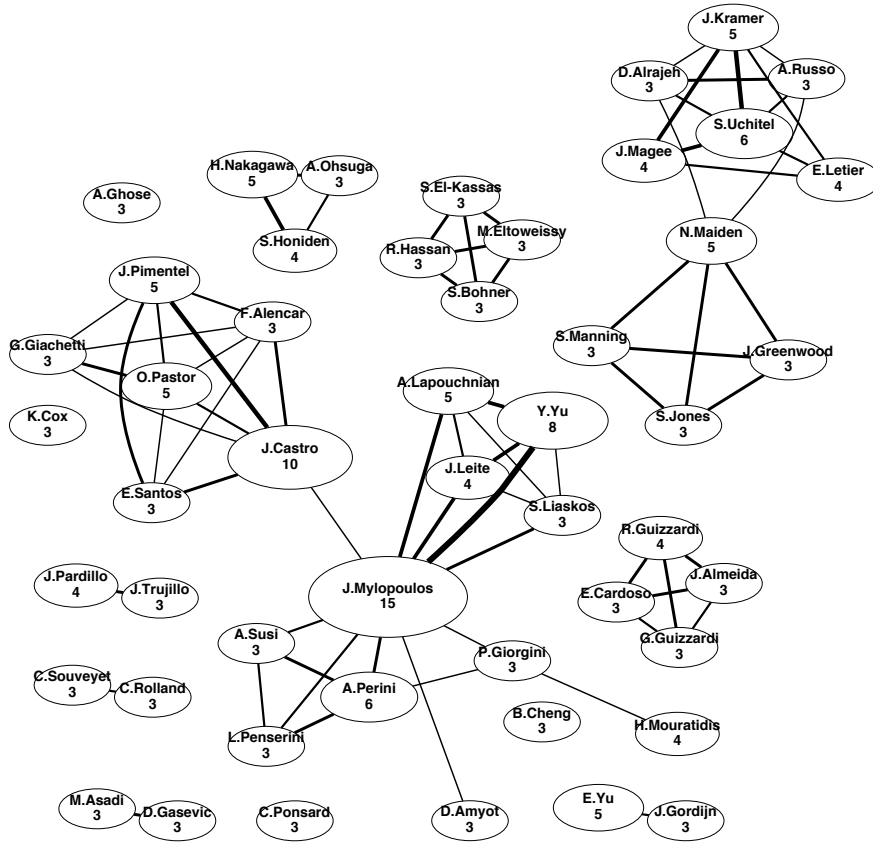 J.Kramer
5
D.Alrajeh
3
A.Russo
3
S.Uchitel
6
J.Magee
4
E.Letier
4
H.Nakagawa
5
A.Ohsuga
3
S.Honiden
4
A.Ghose
3
S.El-Kassas
3
M.Eltoweissy
3
R.Hassan
3
S.Bohner
3
N.Maiden
5
S.Manning
3
J.Greenwood
3
S.Jones
3
J.Pimentel
5
F.Alencar
3
G.Giachetti
3
O.Pastor
5
K.Cox
3
J.Castro
10
E.Santos
3
A.Lapouchnian
5
Y.Yu
8
J.Leite
4
S.Liaskos
3
R.Guizzardi
4
J.Almeida
3
E.Cardoso
3
G.Guizzardi
3
J.Pardillo
4
J.Trujillo
3
J.Mylopoulos
15
A.Susi
3
P.Giorgini
3
A.Perini
6
L.Penserini
3
C.Souveyet
3
C.Rolland
3
B.Cheng
3
H.Mouratidis
4
M.Asadi
3
D.Gasevic
3
C.Ponsard
3
D.Amyot
3
E.Yu
5
J.Gordijn
3